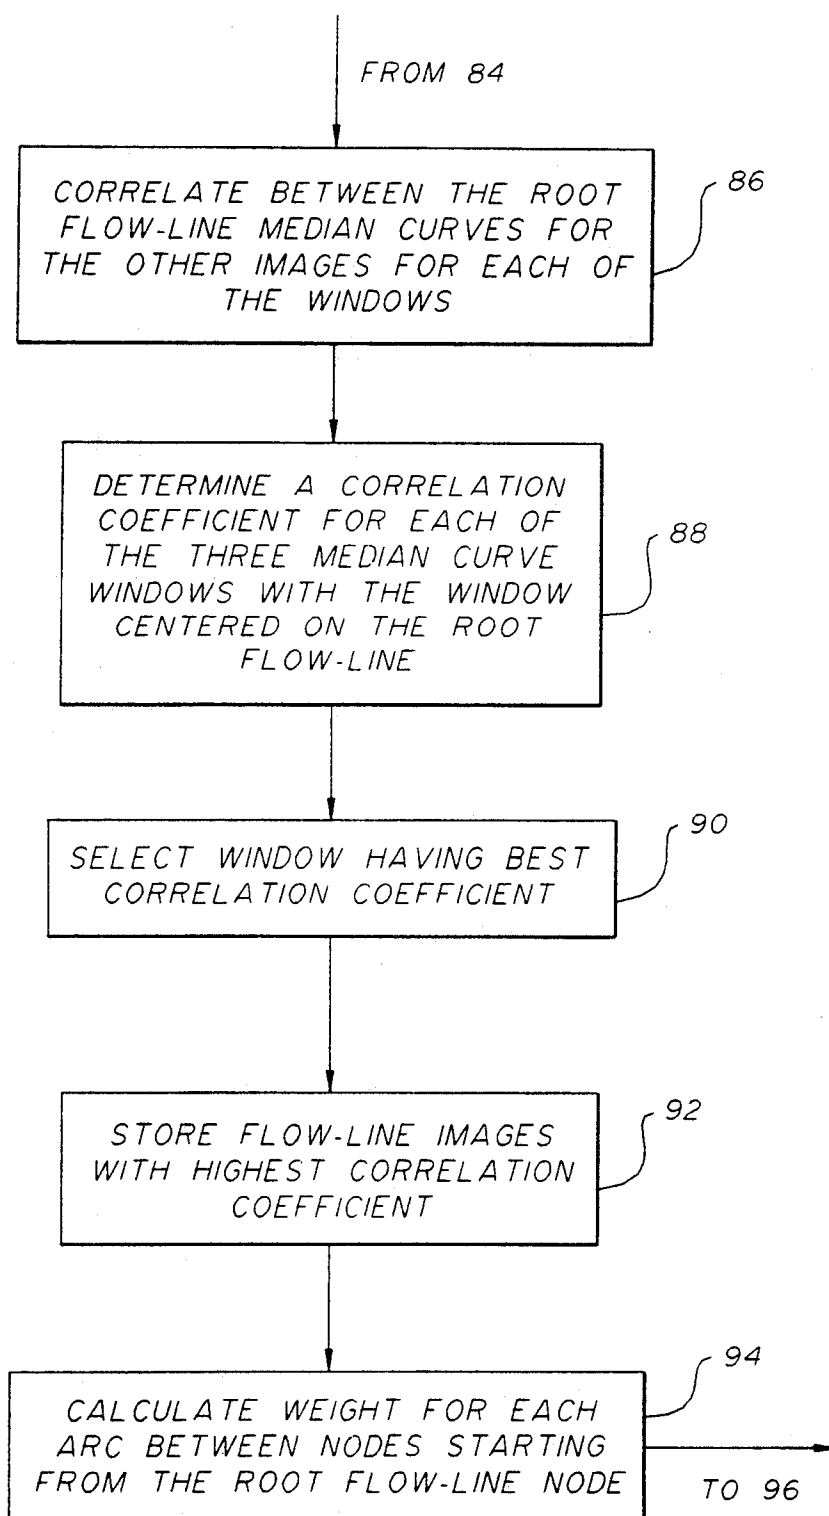 FROM 84
CORRELATE BETWEEN THE ROOT
FLOW-LINE MEDIAN CURVES FOR
THE OTHER IMAGES FOR EACH OF
THE WINDOWS
86
DETERMINE A CORRELATION
COEFFICIENT FOR EACH OF
THE THREE MEDIAN CURVE
WINDOWS WITH THE WINDOW
CENTERED ON THE ROOT
FLOW-LINE
88
SELECT WINDOW HAVING BEST
CORRELATION COEFFICIENT
90
STORE FLOW-LINE IMAGES
WITH HIGHEST CORRELATION
COEFFICIENT
92
CALCULATE WEIGHT FOR EACH
ARC BETWEEN NODES STARTING
FROM THE ROOT FLOW-LINE NODE
94
TO 96